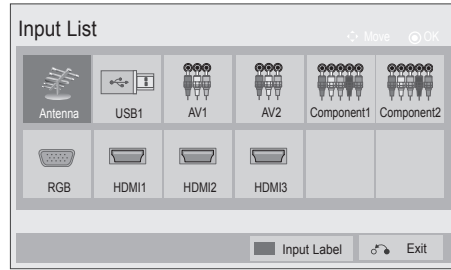 Input List
Move OK
Antenna USB1 AV1 AV2 Component1 Component2
RGB HDMI1 HDMI2 HDMI3
Input Label Exit